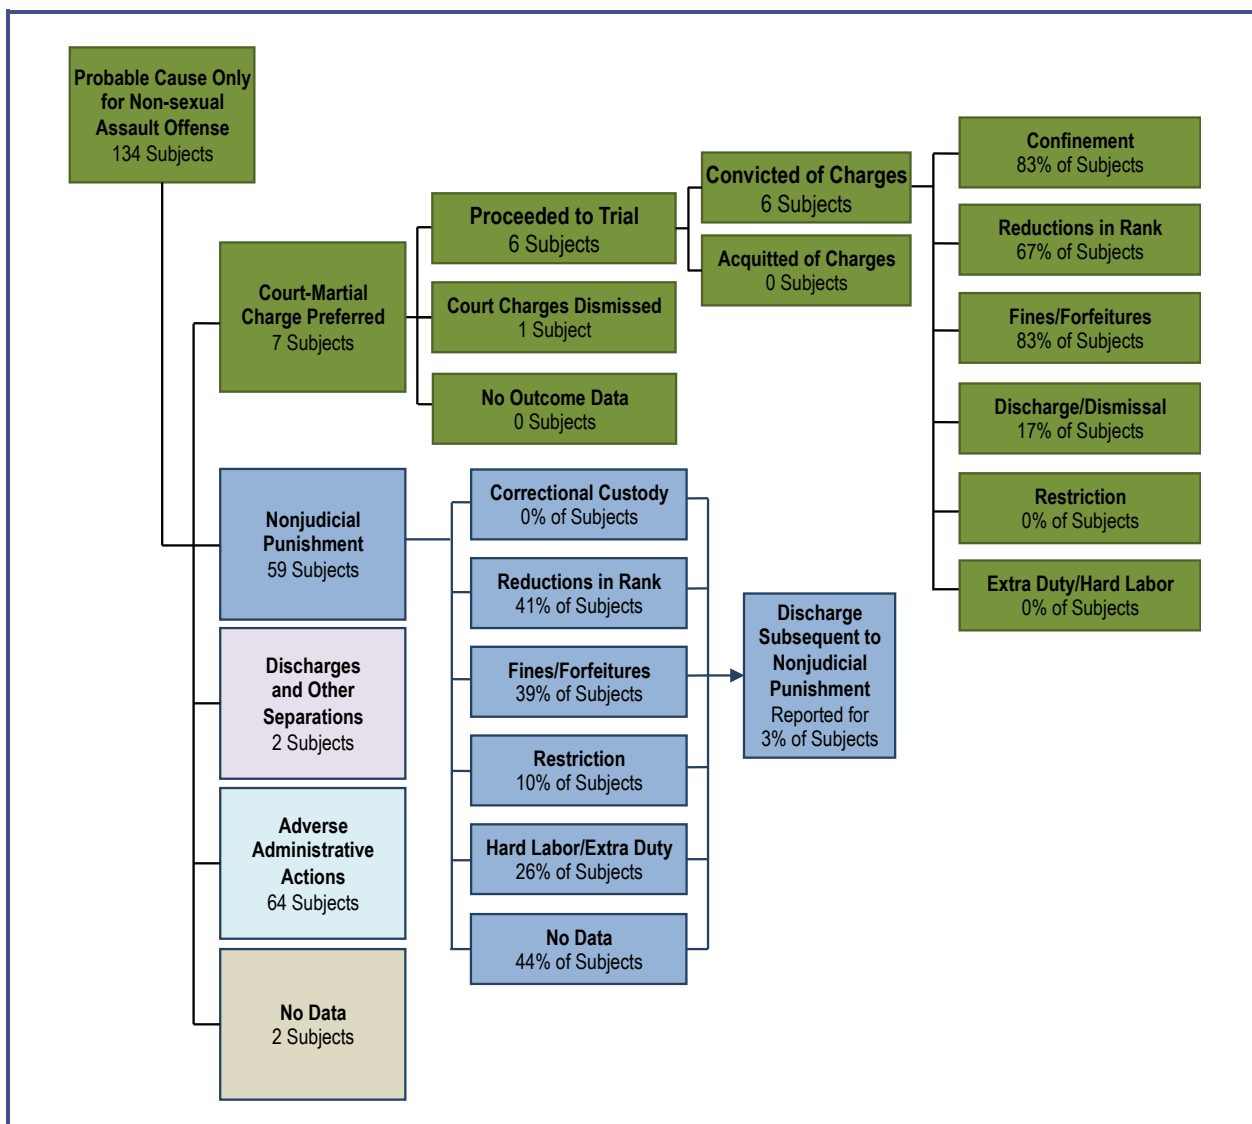 Probable Cause Only
for Non-sexual
Assault Offense
134 Subjects
Court-Martial
Charge Preferred
7 Subjects
Proceeded to Trial
6 Subjects
Court Charges Dismissed
1 Subject
No Outcome Data
0 Subjects
Convicted of Charges
6 Subjects
Acquitted of Charges
0 Subjects
Confinement
83% of Subjects
Reductions in Rank
67% of Subjects
Fines/Forfeitures
83% of Subjects
Discharge/Dismissal
17% of Subjects
Restriction
0% of Subjects
Extra Duty/Hard Labor
0% of Subjects
Nonjudicial
Punishment
59 Subjects
Correctional Custody
0% of Subjects
Reductions in Rank
41% of Subjects
Fines/Forfeitures
39% of Subjects
Restriction
10% of Subjects
Hard Labor/Extra Duty
26% of Subjects
No Data
44% of Subjects
Discharge
Subsequent to
Nonjudicial
Punishment
Reported for
3% of Subjects
Discharges
and Other
Separations
2 Subjects
Adverse
Administrative
Actions
64 Subjects
No Data
2 Subjects